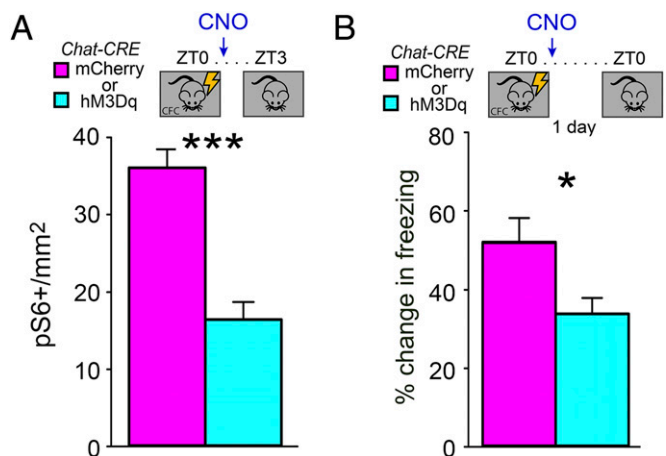 A
CNO
Chat-CRE
mCherry
or
hM3Dq
ZT0 ..... ZT3
CFC
***
pS6+/mm2
40
30
20
10
0
B
CNO
Chat-CRE
mCherry
or
hM3Dq
ZT0 ........ ZT0
CFC
1 day
*
% change in freezing
80
60
40
20
0